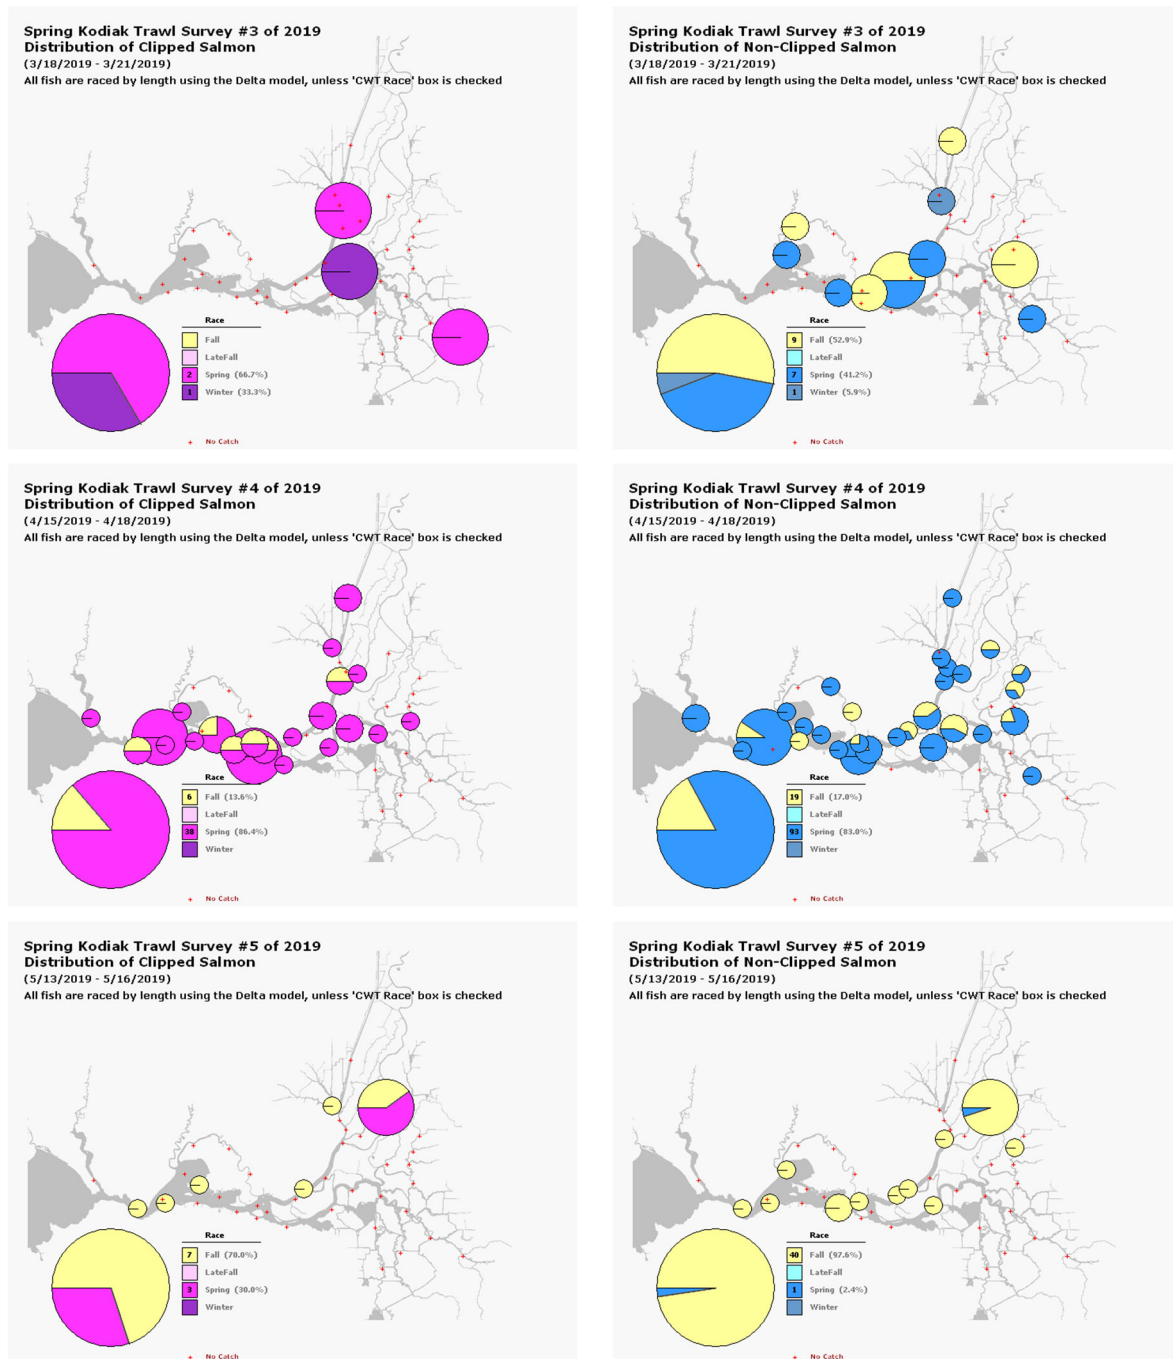 Spring Kodiak Trawl Survey #3 of 2019
Distribution of Clipped Salmon
(3/18/2019 - 3/21/2019)
All fish are raced by length using the Delta model, unless 'CWT Race' box is checked
Race
Fall
LateFall
2 Spring (66.7%)
1 Winter (33.3%)
+ No Catch
Spring Kodiak Trawl Survey #3 of 2019
Distribution of Non-Clipped Salmon
(3/18/2019 - 3/21/2019)
All fish are raced by length using the Delta model, unless 'CWT Race' box is checked
Race
9 Fall (52.9%)
LateFall
7 Spring (41.2%)
1 Winter (5.9%)
+ No Catch
Spring Kodiak Trawl Survey #4 of 2019
Distribution of Clipped Salmon
(4/15/2019 - 4/18/2019)
All fish are raced by length using the Delta model, unless 'CWT Race' box is checked
Race
6 Fall (13.6%)
LateFall
38 Spring (86.4%)
Winter
+ No Catch
Spring Kodiak Trawl Survey #4 of 2019
Distribution of Non-Clipped Salmon
(4/15/2019 - 4/18/2019)
All fish are raced by length using the Delta model, unless 'CWT Race' box is checked
Race
19 Fall (17.0%)
LateFall
93 Spring (83.0%)
Winter
+ No Catch
Spring Kodiak Trawl Survey #5 of 2019
Distribution of Clipped Salmon
(5/13/2019 - 5/16/2019)
All fish are raced by length using the Delta model, unless 'CWT Race' box is checked
Race
7 Fall (70.0%)
LateFall
3 Spring (30.0%)
Winter
+ No Catch
Spring Kodiak Trawl Survey #5 of 2019
Distribution of Non-Clipped Salmon
(5/13/2019 - 5/16/2019)
All fish are raced by length using the Delta model, unless 'CWT Race' box is checked
Race
40 Fall (97.6%)
LateFall
1 Spring (2.4%)
Winter
+ No Catch